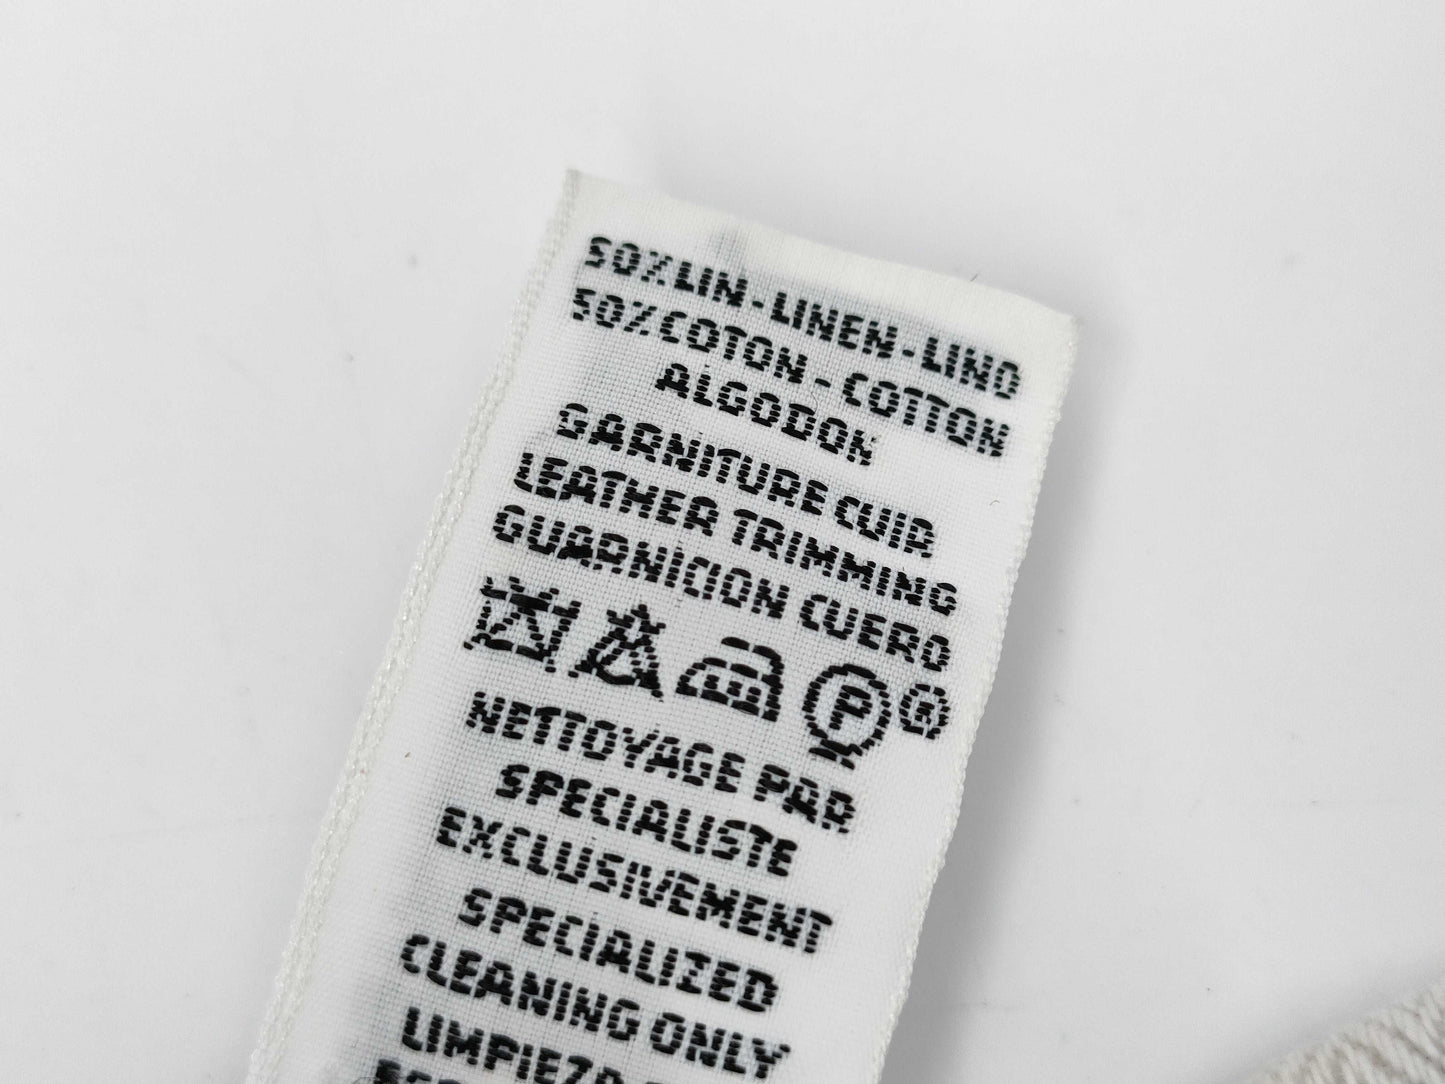 50%LIN-LINEN-LINO
50%COTON-COTTON
ALGODON
GARNITURE CUIR
LEATHER TRIMMING
GUARNICION CUERO
P ®
NETTOYAGE PAR
SPECIALISTE
EXCLUSIVEMENT
SPECIALIZED
CLEANING ONLY
LIMPIEZA